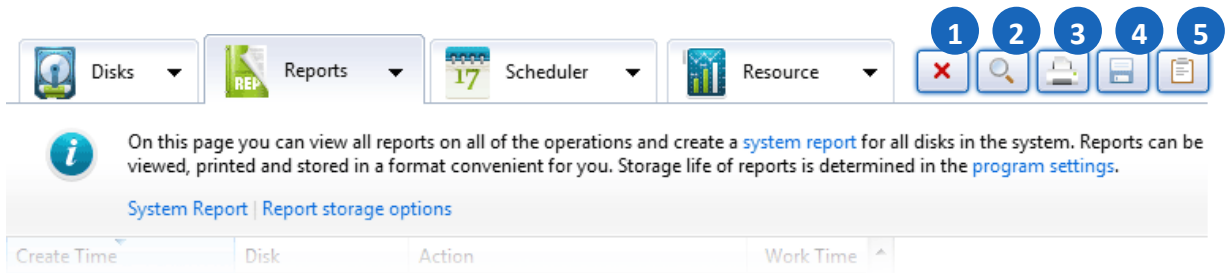 1 2 3 4 5
Disks REP Reports 17 Scheduler Resource
On this page you can view all reports on all of the operations and create a system report for all disks in the system. Reports can be
viewed, printed and stored in a format convenient for you. Storage life of reports is determined in the program settings.
System Report | Report storage options
Create Time Disk Action Work Time